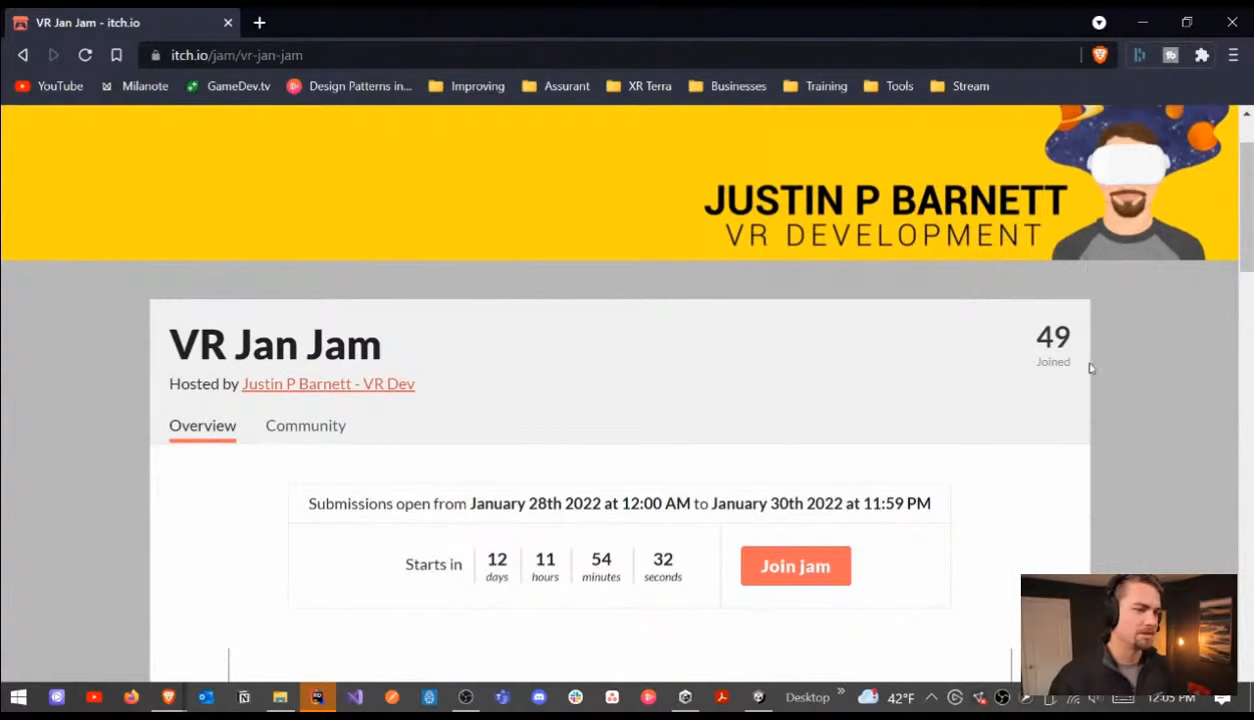 VR Jan Jam - itch.io
itch.io/jam/vr-jan-jam
YouTube Milanote GameDev.tv Design Patterns in... Improving Assurant XR Terra Businesses Training Tools Stream
JUSTIN P BARNETT
VR DEVELOPMENT
VR Jan Jam
49
Joined
Hosted by Justin P Barnett - VR Dev
Overview Community
Submissions open from January 28th 2022 at 12:00 AM to January 30th 2022 at 11:59 PM
Starts in 12 days 11 hours 54 minutes 32 seconds
Join jam
Desktop 42°F 12:05 PM